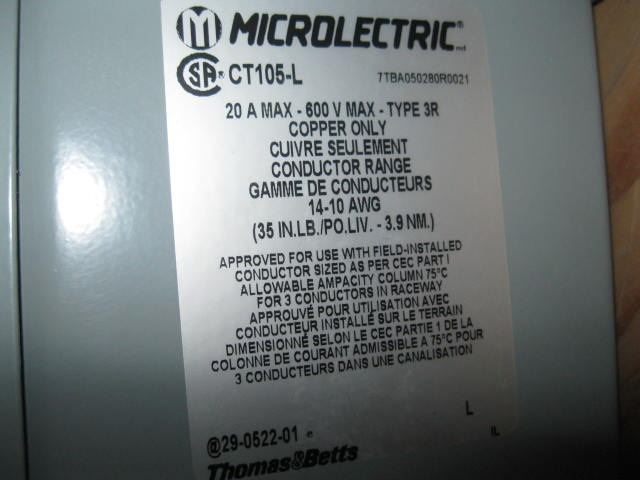 M MICROLECTRIC®
SA® CT105-L 7TBA050280R0021
20 A MAX - 600 V MAX - TYPE 3R
COPPER ONLY
CUIVRE SEULEMENT
CONDUCTOR RANGE
GAMME DE CONDUCTEURS
14-10 AWG
(35 IN.LB./PO.LIV. - 3.9 NM.)
APPROVED FOR USE WITH FIELD-INSTALLED
CONDUCTOR SIZED AS PER CEC PART I
ALLOWABLE AMPACITY COLUMN 75°C
FOR 3 CONDUCTORS IN RACEWAY
APPROUVÉ POUR UTILISATION AVEC
CONDUCTEUR INSTALLÉ SUR LE TERRAIN
DIMENSIONNÉ SELON LE CEC PARTIE 1 DE LA
COLONNE DE COURANT ADMISSIBLE A 75°C POUR
3 CONDUCTEURS DANS UNE CANALISATION
L
@29-0522-01 e IL
Thomas&Betts